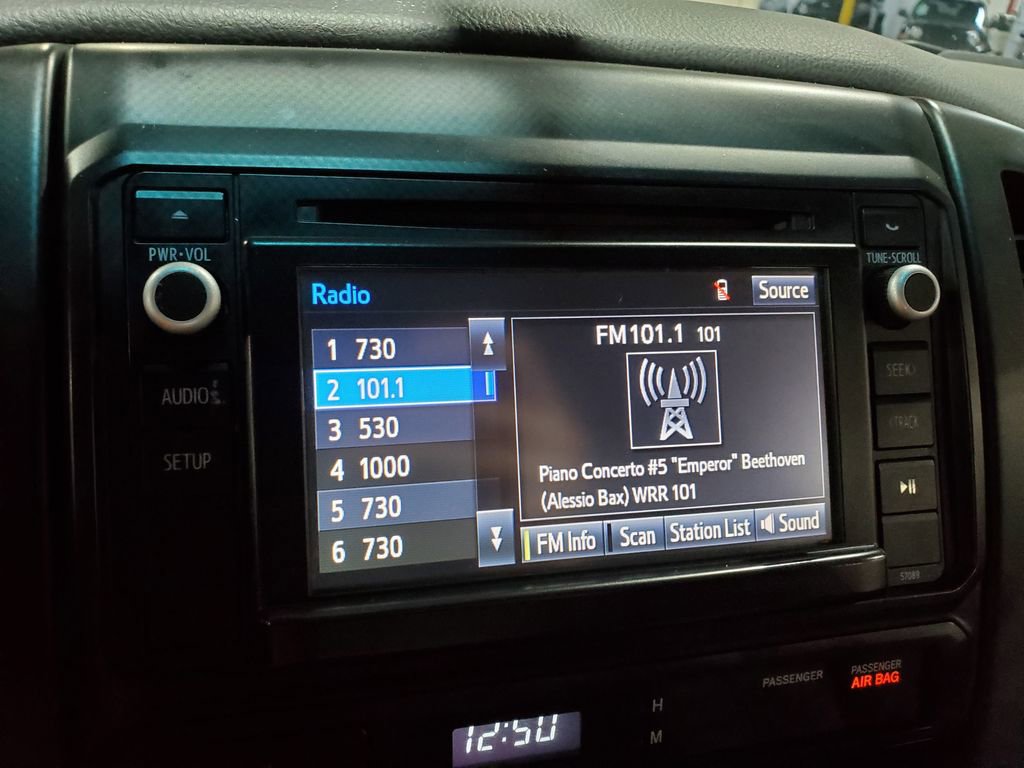 PWR·VOL
TUNE·SCROLL
AUDIO
SETUP
Radio
Source
1 730
2 101.1
3 530
4 1000
5 730
6 730
FM101.1 101
Piano Concerto #5 "Emperor" Beethoven
(Alessio Bax) WRR 101
FM Info
Scan
Station List
Sound
SEEK
TRACK
57089
PASSENGER
PASSENGER
AIR BAG
H
M
12:50